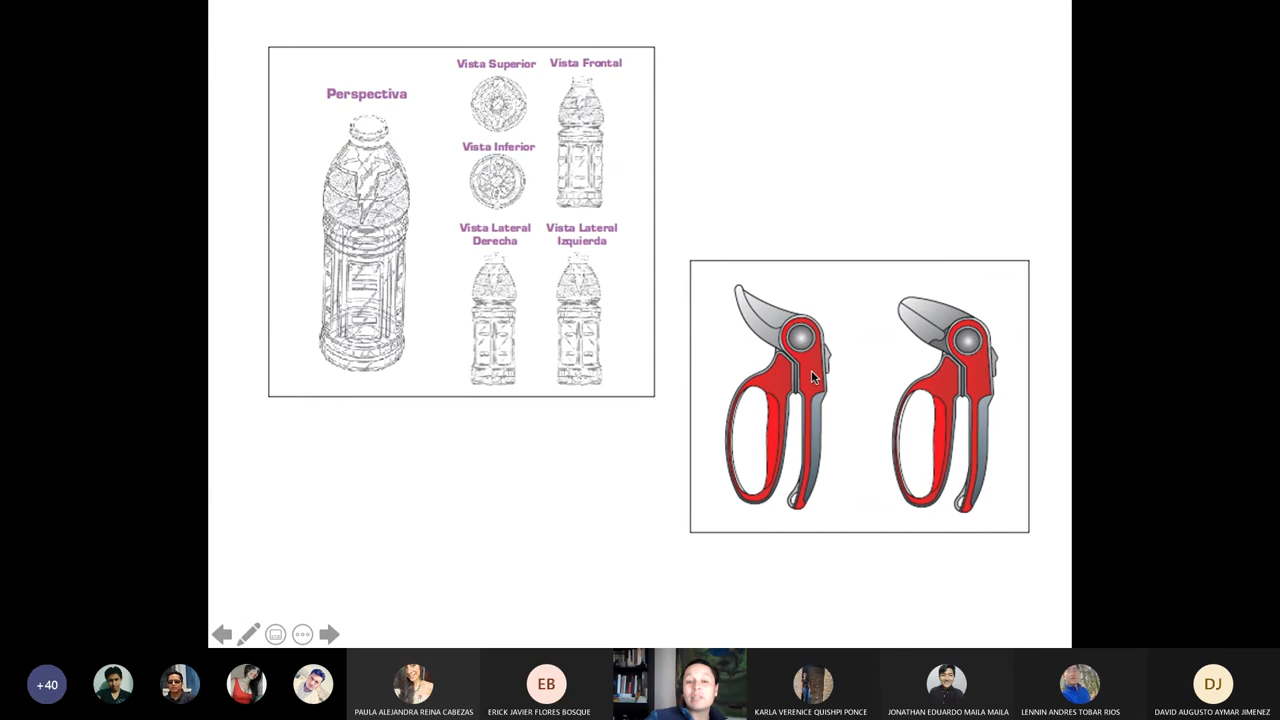 Perspectiva
Vista Superior
Vista Frontal
Vista Inferior
Vista Lateral
Derecha
Vista Lateral
Izquierda
+40
PAULA ALEJANDRA REINA CABEZAS
EB
ERICK JAVIER FLORES BOSQUE
KARLA VERENICE QUISHPI PONCE
JONATHAN EDUARDO MAILA MAILA
LENNIN ANDRES TOBAR RIOS
DJ
DAVID AUGUSTO AYMAR JIMENEZ